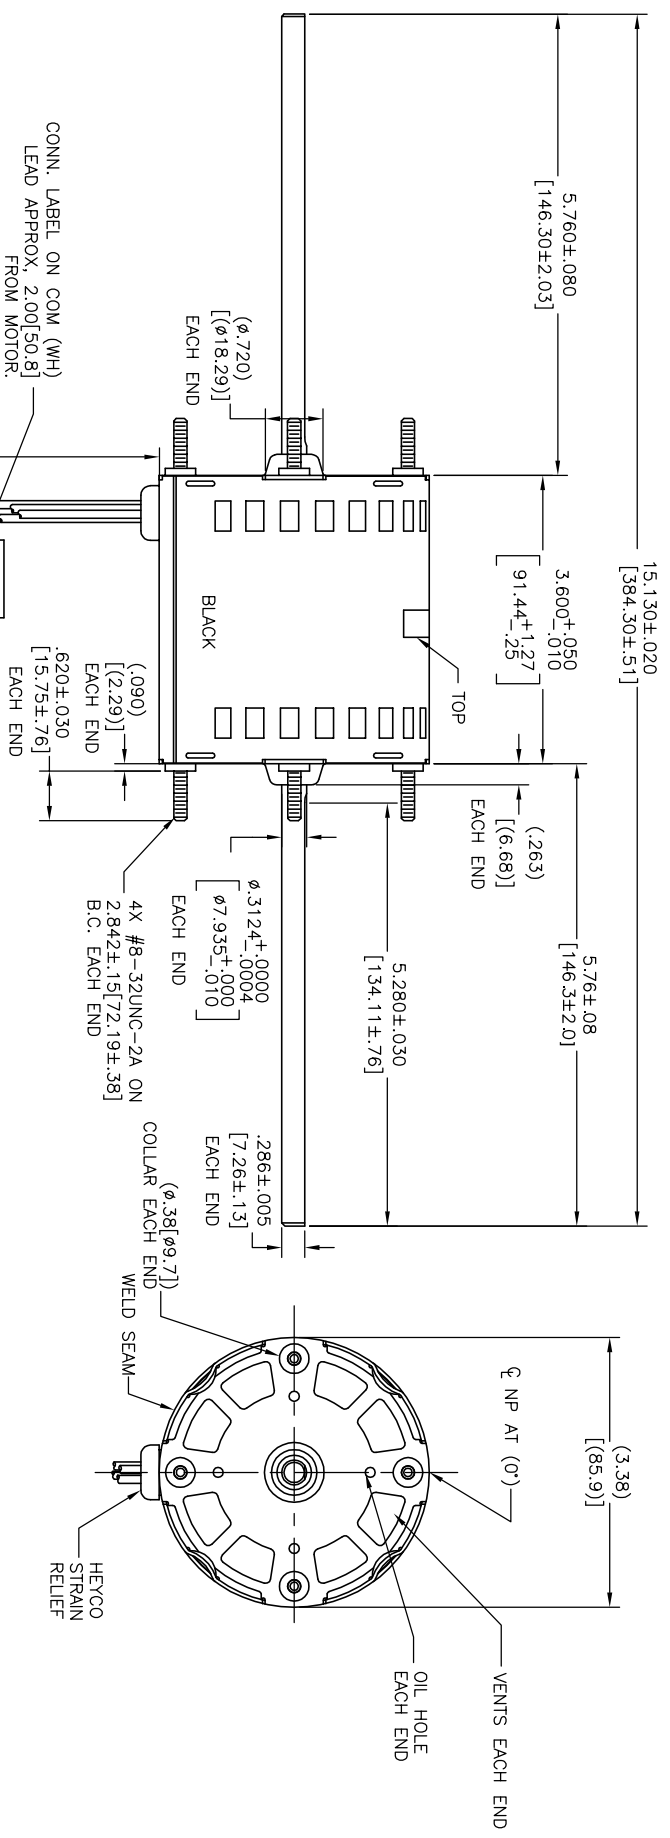 15.130±.020
[384.30±.51]
5.760±.080
[146.30±2.03]
3.600+.050
-.010
91.44+1.27
-.25
5.76±.08
[146.3±2.0]
(.263)
[(6.68)]
EACH END
5.280±.030
[134.11±.76]
TOP
BLACK
(ø.720)
[(ø18.29)]
EACH END
CONN. LABEL ON COM (WH)
LEAD APPROX, 2.00[50.8]
FROM MOTOR.
(.090)
[(2.29)]
EACH END
.620±.030
[15.75±.76]
EACH END
ø.3124+.0000
-.0004
ø7.935+.000
-.010
EACH END
4X #8-32UNC-2A ON
2.842±.15[72.19±.38]
B.C. EACH END
.286±.005
[7.26±.13]
EACH END
(3.38)
[(85.9)]
℄ NP AT (0°)
VENTS EACH END
OIL HOLE
EACH END
(ø.38[ø9.7])
COLLAR EACH END
WELD SEAM
HEYCO
STRAIN
RELIEF